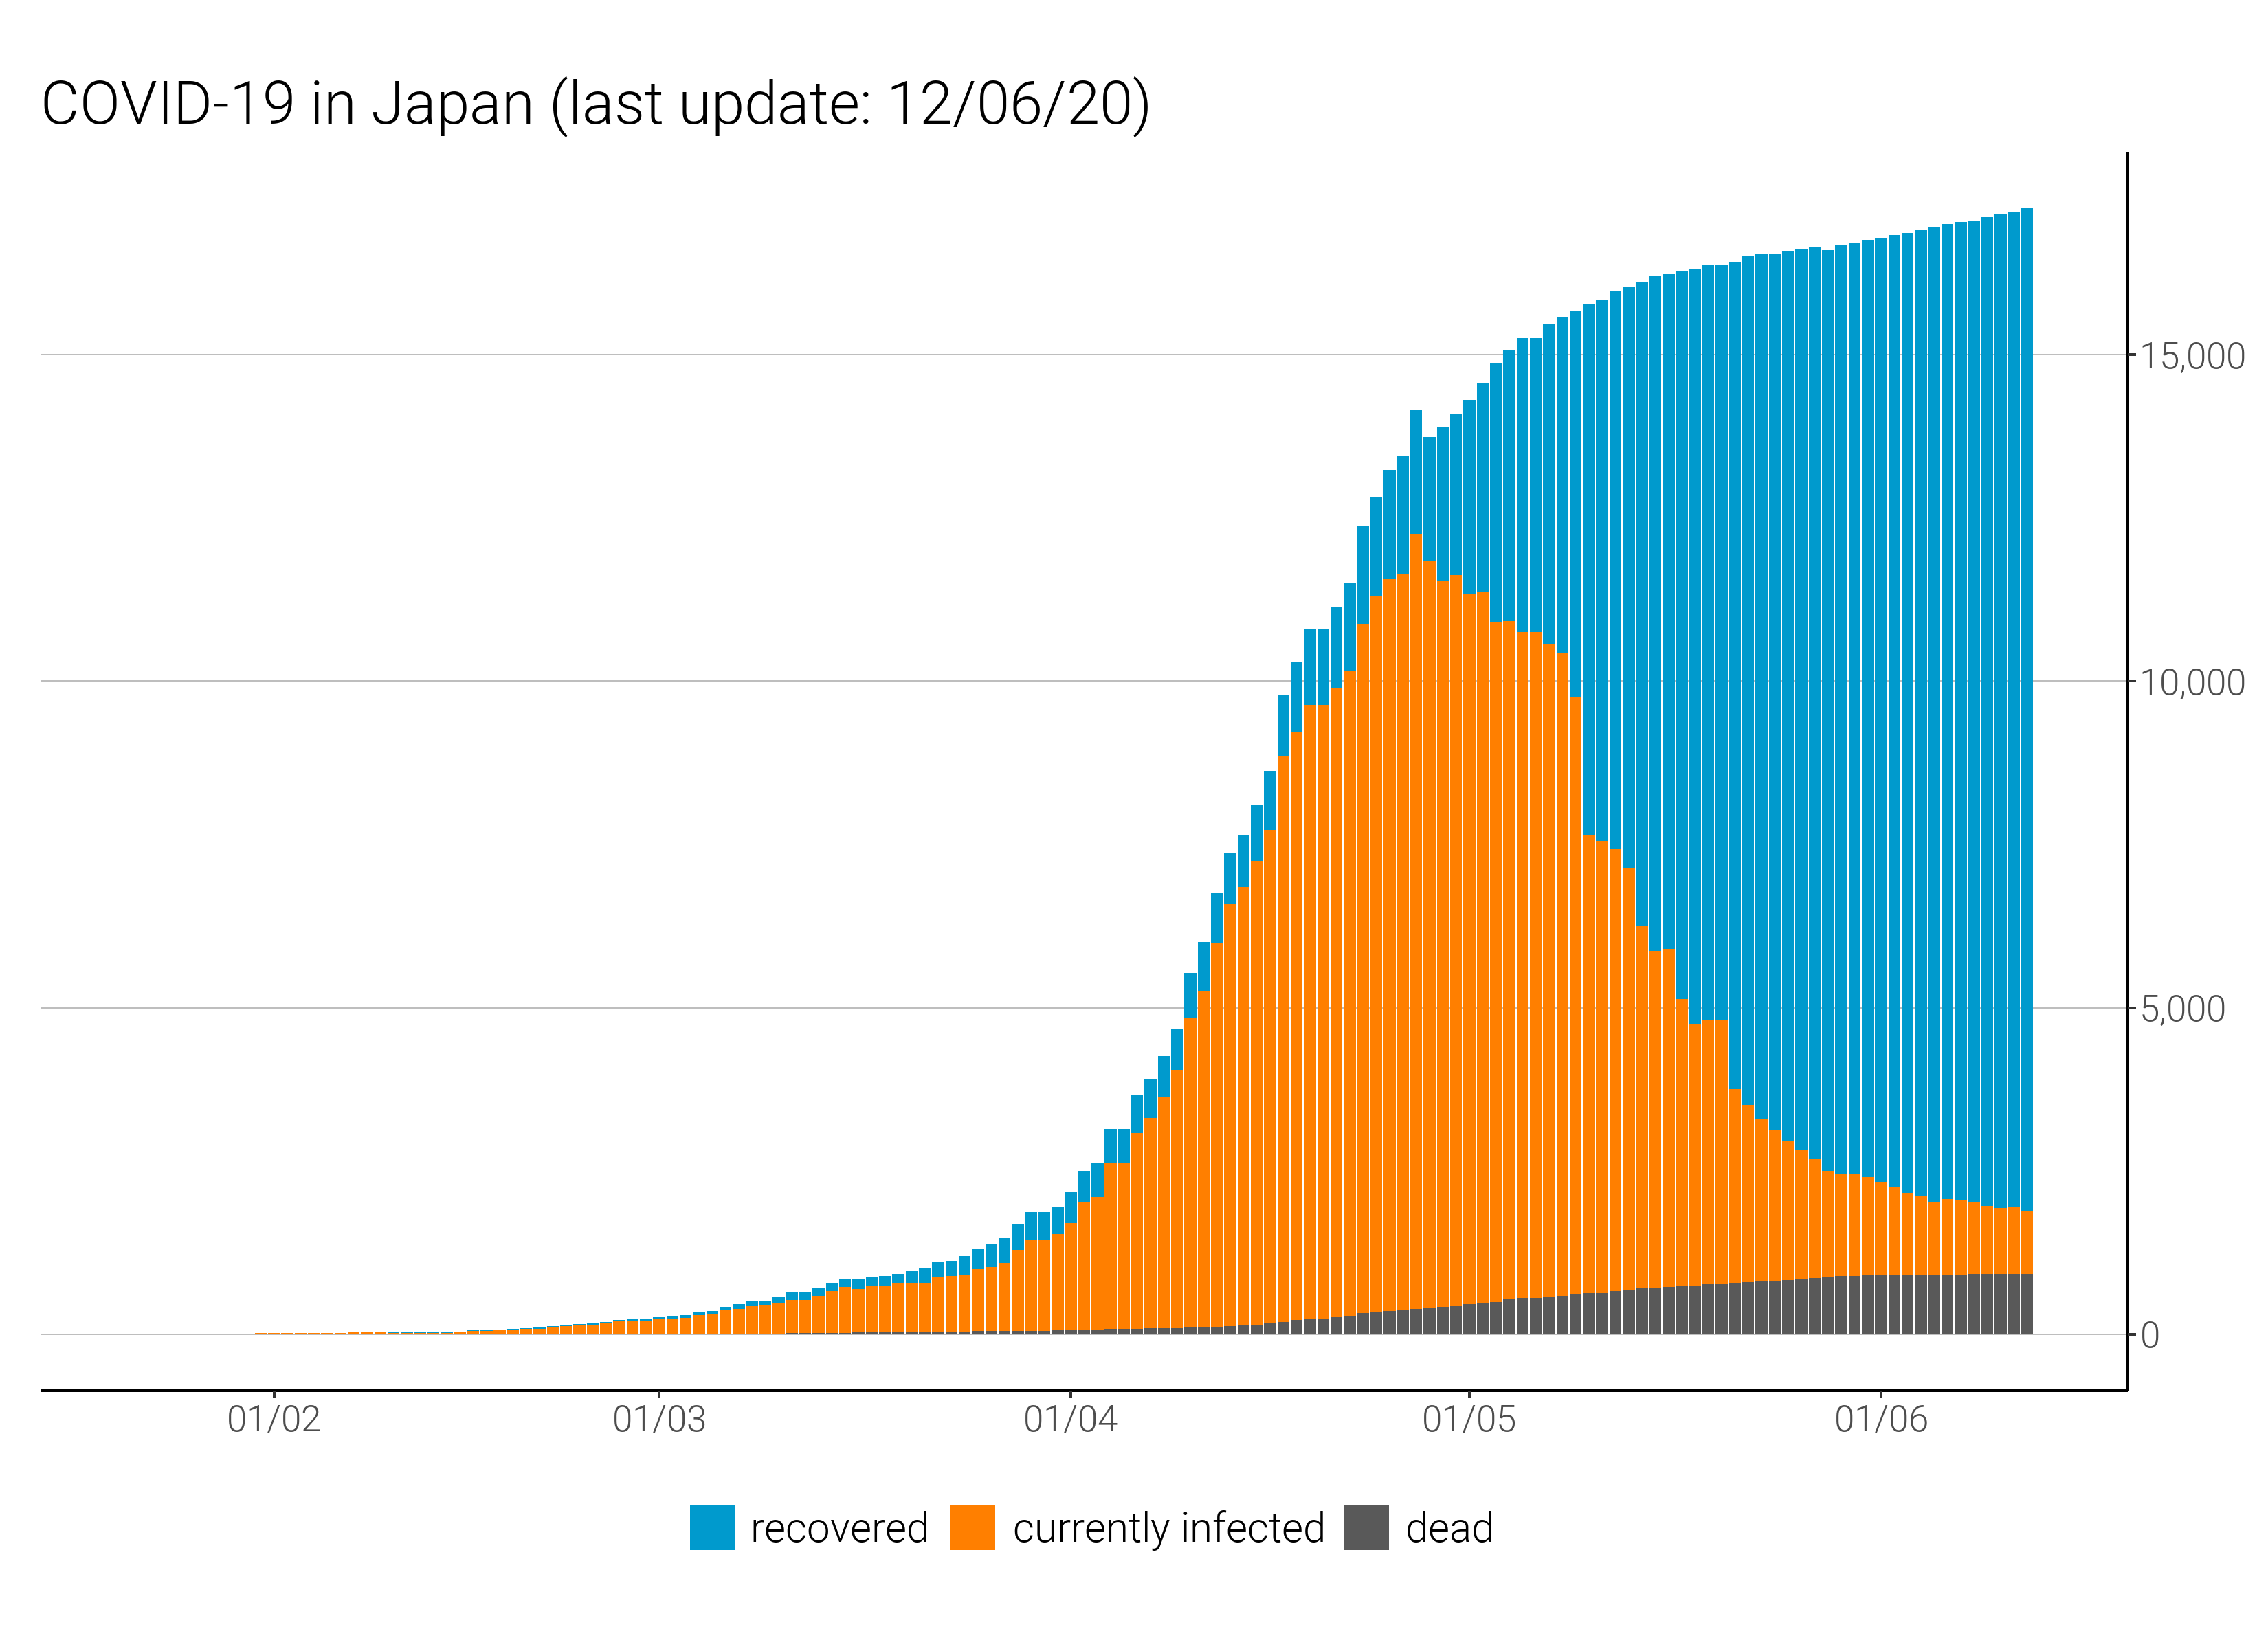 COVID-19 in Japan (last update: 12/06/20)
15,000
10,000
5,000
0
01/02 01/03 01/04 01/05 01/06
recovered currently infected dead